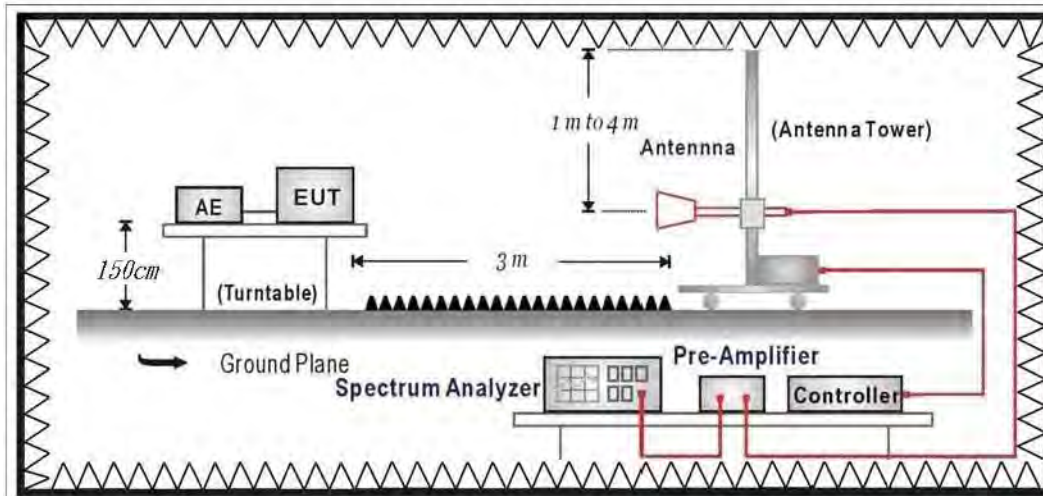 1 m to 4 m
(Antenna Tower)
Antennna
AE
EUT
150cm
3 m
(Turntable)
Ground Plane
Pre-Amplifier
Spectrum Analyzer
Controller